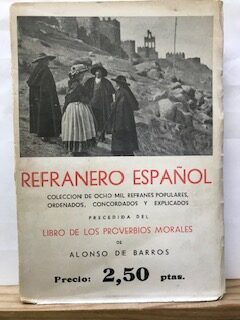 REFRANERO ESPAÑOL
COLECCION DE OCHO MIL REFRANES POPULARES,
ORDENADOS, CONCORDADOS Y EXPLICADOS
PRECEDIDA DEL
LIBRO DE LOS PROVERBIOS MORALES
DE
ALONSO DE BARROS
Precio: 2,50 ptas.